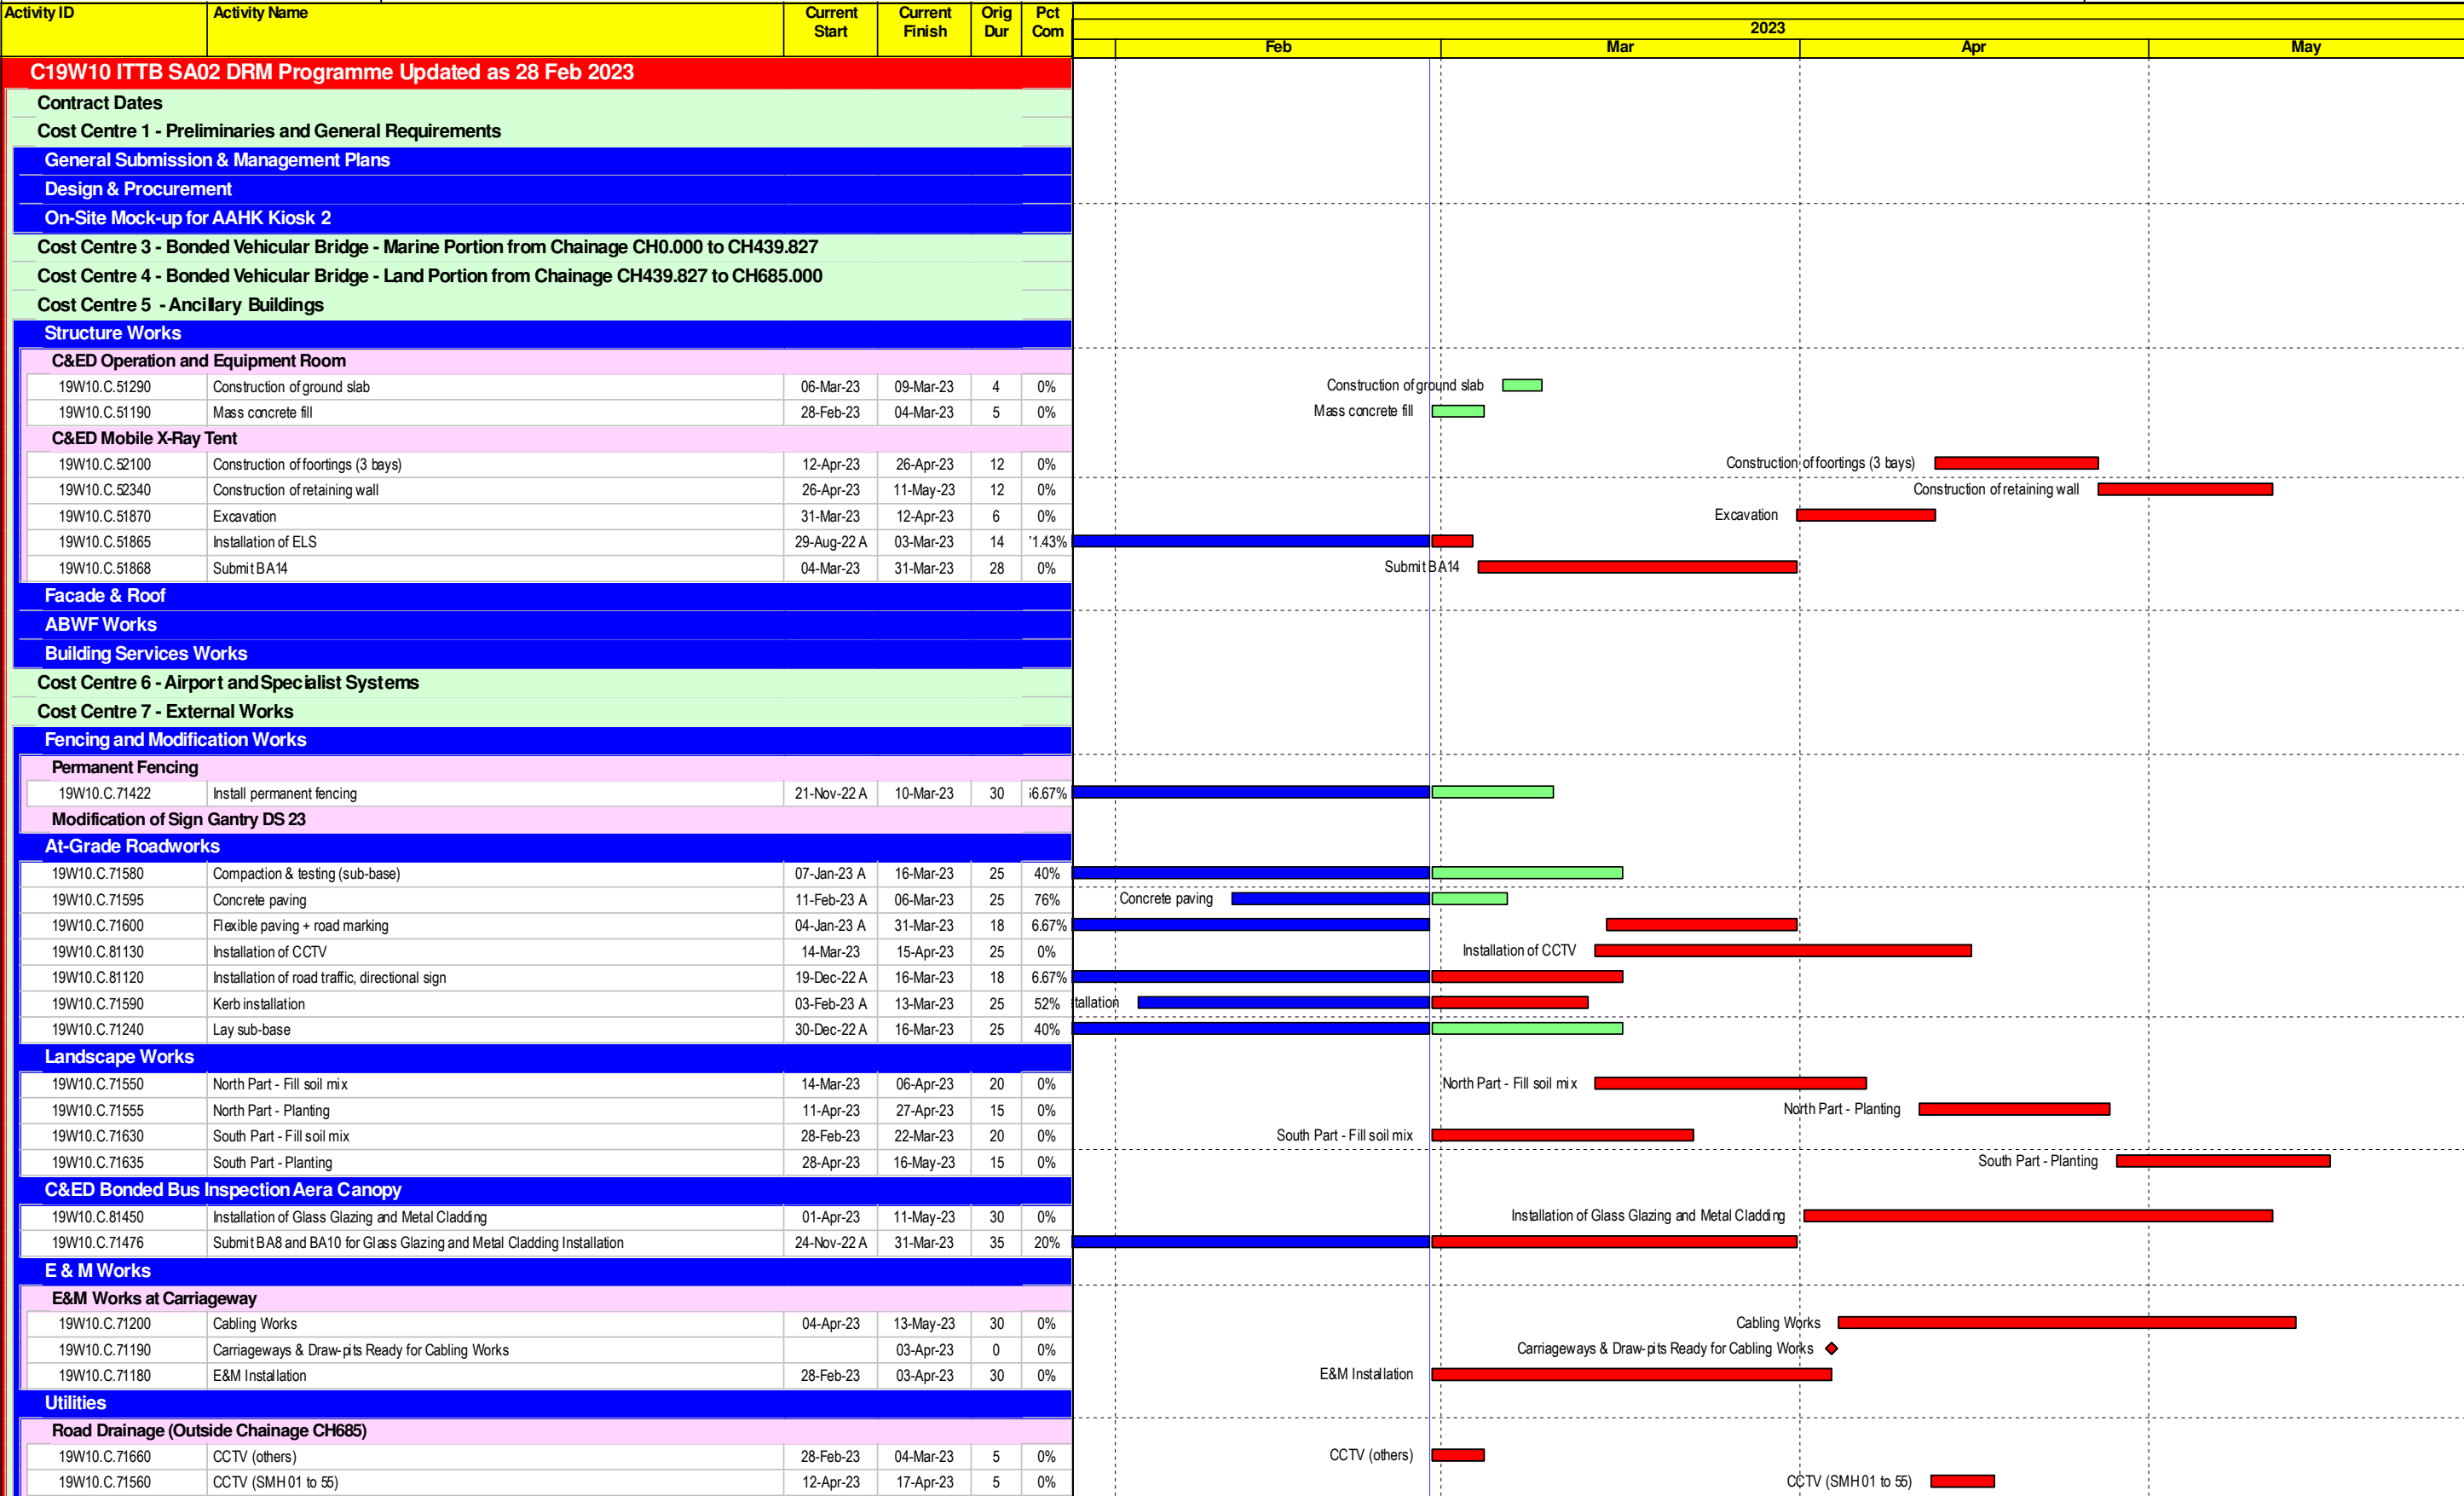 Activity ID Activity Name Current Start Current Finish Orig Dur Pct Com
2023
Feb Mar Apr May
C19W10 ITTB SA02 DRM Programme Updated as 28 Feb 2023
Contract Dates
Cost Centre 1 - Preliminaries and General Requirements
General Submission & Management Plans
Design & Procurement
On-Site Mock-up for AAHK Kiosk 2
Cost Centre 3 - Bonded Vehicular Bridge - Marine Portion from Chainage CH0.000 to CH439.827
Cost Centre 4 - Bonded Vehicular Bridge - Land Portion from Chainage CH439.827 to CH685.000
Cost Centre 5 - Ancillary Buildings
Structure Works
C&ED Operation and Equipment Room
19W10.C.51290 Construction of ground slab 06-Mar-23 09-Mar-23 4 0% Construction of ground slab
19W10.C.51190 Mass concrete fill 28-Feb-23 04-Mar-23 5 0% Mass concrete fill
C&ED Mobile X-Ray Tent
19W10.C.52100 Construction of foortings (3 bays) 12-Apr-23 26-Apr-23 12 0% Construction of foortings (3 bays)
19W10.C.52340 Construction of retaining wall 26-Apr-23 11-May-23 12 0% Construction of retaining wall
19W10.C.51870 Excavation 31-Mar-23 12-Apr-23 6 0% Excavation
19W10.C.51865 Installation of ELS 29-Aug-22 A 03-Mar-23 14 1.43%
19W10.C.51868 Submit BA14 04-Mar-23 31-Mar-23 28 0% Submit BA14
Facade & Roof
ABWF Works
Building Services Works
Cost Centre 6 - Airport and Specialist Systems
Cost Centre 7 - External Works
Fencing and Modification Works
Permanent Fencing
19W10.C.71422 Install permanent fencing 21-Nov-22 A 10-Mar-23 30 6.67%
Modification of Sign Gantry DS 23
At-Grade Roadworks
19W10.C.71580 Compaction & testing (sub-base) 07-Jan-23 A 16-Mar-23 25 40%
19W10.C.71595 Concrete paving 11-Feb-23 A 06-Mar-23 25 76% Concrete paving
19W10.C.71600 Flexible paving + road marking 04-Jan-23 A 31-Mar-23 18 6.67%
19W10.C.81130 Installation of CCTV 14-Mar-23 15-Apr-23 25 0% Installation of CCTV
19W10.C.81120 Installation of road traffic, directional sign 19-Dec-22 A 16-Mar-23 18 6.67%
19W10.C.71590 Kerb installation 03-Feb-23 A 13-Mar-23 25 52% tallation
19W10.C.71240 Lay sub-base 30-Dec-22 A 16-Mar-23 25 40%
Landscape Works
19W10.C.71550 North Part - Fill soil mix 14-Mar-23 06-Apr-23 20 0% North Part - Fill soil mix
19W10.C.71555 North Part - Planting 11-Apr-23 27-Apr-23 15 0% North Part - Planting
19W10.C.71630 South Part - Fill soil mix 28-Feb-23 22-Mar-23 20 0% South Part - Fill soil mix
19W10.C.71635 South Part - Planting 28-Apr-23 16-May-23 15 0% South Part - Planting
C&ED Bonded Bus Inspection Aera Canopy
19W10.C.81450 Installation of Glass Glazing and Metal Cladding 01-Apr-23 11-May-23 30 0% Installation of Glass Glazing and Metal Cladding
19W10.C.71476 Submit BA8 and BA10 for Glass Glazing and Metal Cladding Installation 24-Nov-22 A 31-Mar-23 35 20%
E & M Works
E&M Works at Carriageway
19W10.C.71200 Cabling Works 04-Apr-23 13-May-23 30 0% Cabling Works
19W10.C.71190 Carriageways & Draw-pits Ready for Cabling Works 03-Apr-23 0 0% Carriageways & Draw-pits Ready for Cabling Works
19W10.C.71180 E&M Installation 28-Feb-23 03-Apr-23 30 0% E&M Installation
Utilities
Road Drainage (Outside Chainage CH685)
19W10.C.71660 CCTV (others) 28-Feb-23 04-Mar-23 5 0% CCTV (others)
19W10.C.71560 CCTV (SMH 01 to 55) 12-Apr-23 17-Apr-23 5 0% CCTV (SMH 01 to 55)